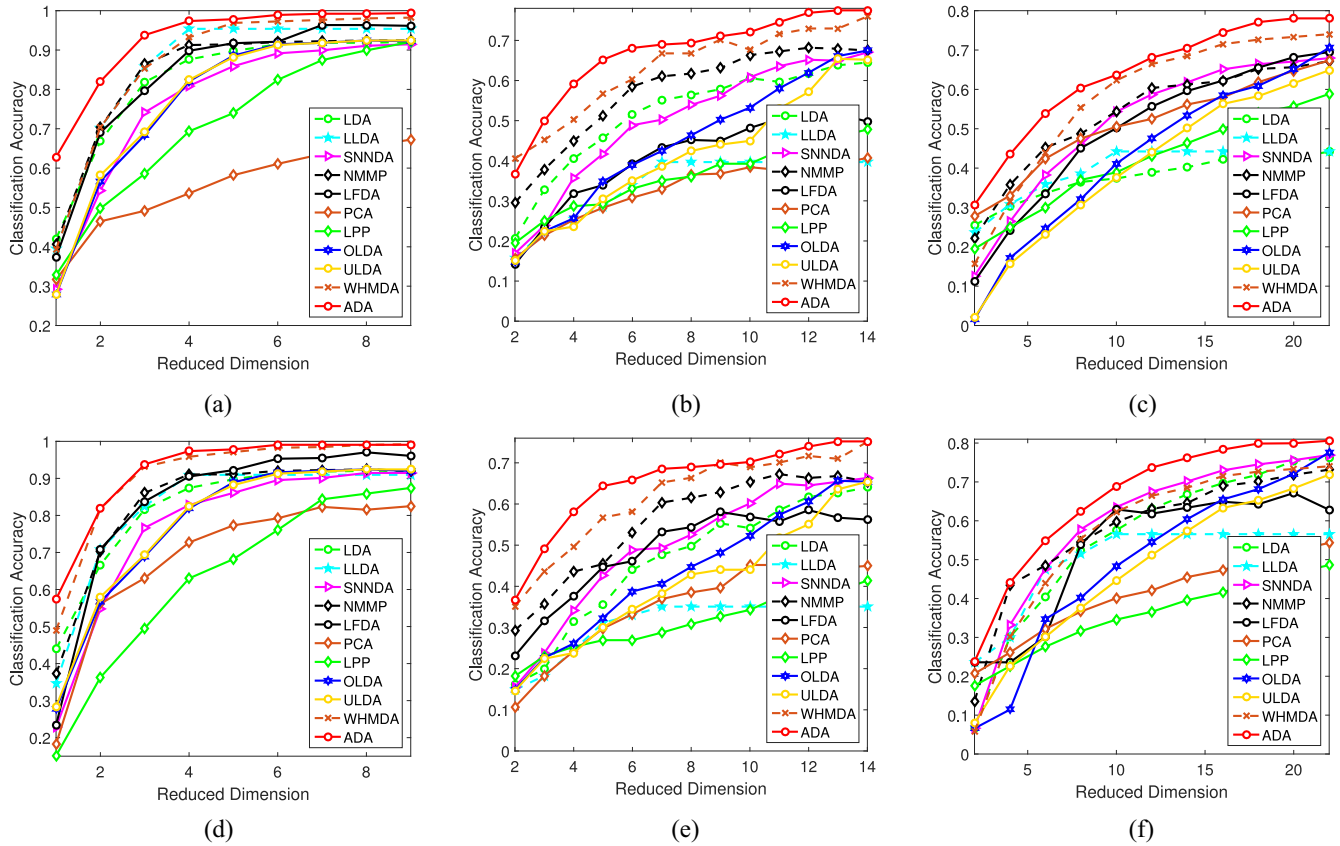 Classification Accuracy
1
0.9
0.8
0.7
0.6
0.5
0.4
0.3
0.2
LDA
LLDA
SNNDA
NMMP
LFDA
PCA
LPP
OLDA
ULDA
WHMDA
ADA
2 4 6 8
Reduced Dimension
(a)
Classification Accuracy
0.7
0.6
0.5
0.4
0.3
0.2
0.1
0
LDA
LLDA
SNNDA
NMMP
LFDA
PCA
LPP
OLDA
ULDA
WHMDA
ADA
2 4 6 8 10 12 14
Reduced Dimension
(b)
Classification Accuracy
0.8
0.7
0.6
0.5
0.4
0.3
0.2
0.1
0
LDA
LLDA
SNNDA
NMMP
LFDA
PCA
LPP
OLDA
ULDA
WHMDA
ADA
5 10 15 20
Reduced Dimension
(c)
Classification Accuracy
1
0.9
0.8
0.7
0.6
0.5
0.4
0.3
0.2
LDA
LLDA
SNNDA
NMMP
LFDA
PCA
LPP
OLDA
ULDA
WHMDA
ADA
2 4 6 8
Reduced Dimension
(d)
Classification Accuracy
0.7
0.6
0.5
0.4
0.3
0.2
0.1
0
LDA
LLDA
SNNDA
NMMP
LFDA
PCA
LPP
OLDA
ULDA
WHMDA
ADA
2 4 6 8 10 12 14
Reduced Dimension
(e)
Classification Accuracy
0.8
0.7
0.6
0.5
0.4
0.3
0.2
0.1
0
LDA
LLDA
SNNDA
NMMP
LFDA
PCA
LPP
OLDA
ULDA
WHMDA
ADA
5 10 15 20
Reduced Dimension
(f)